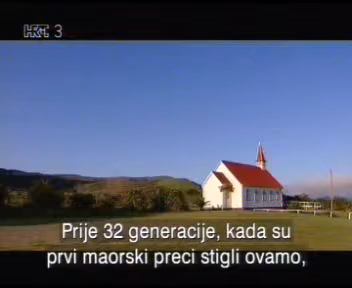 HRT 3
Prije 32 generacije, kada su
prvi maorski preci stigli ovamo,